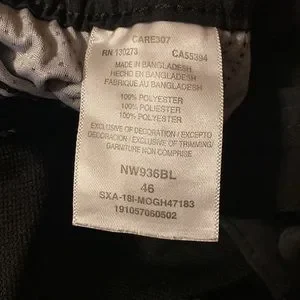 CARE307
RN 130273 CA55394
MADE IN BANGLADESH
HECHO EN BANGLADESH
FABRIQUÉ AU BANGLADESH
100% POLYESTER
100% POLIESTER
100% POLYESTER
EXCLUSIVE OF DECORATION / EXCEPTO
DECORACIÓN / EXCLUSIVE OF TRIMMING/
GARNITURE NON COMPRISE
NW936BL
46
SXA-18I-MOGH47183
191057050502